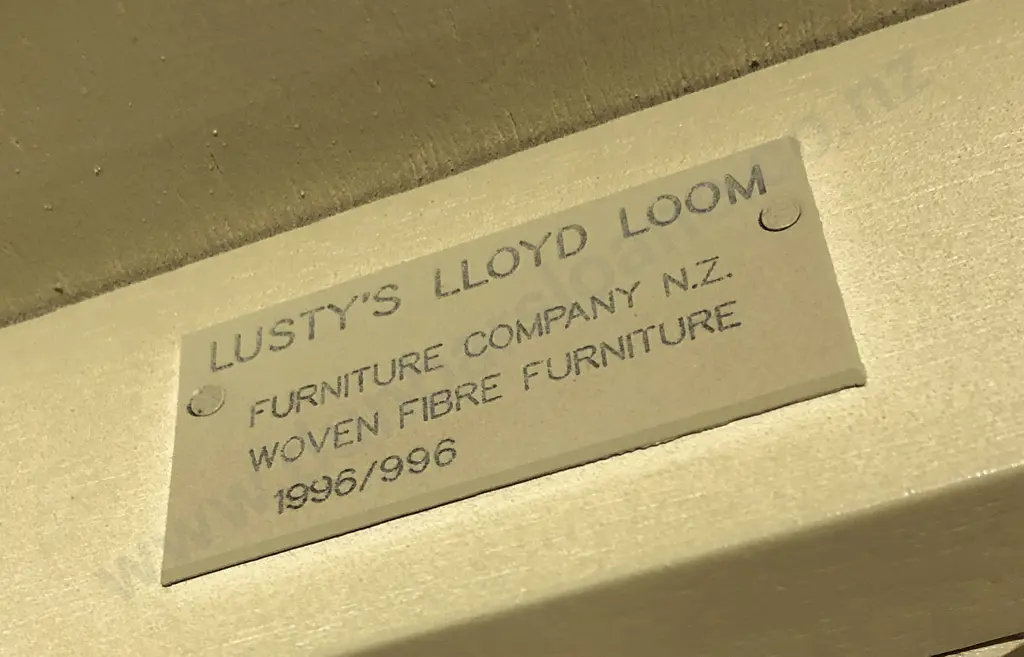 LUSTY'S LLOYD LOOM
FURNITURE COMPANY N.Z.
WOVEN FIBRE FURNITURE
1996/996